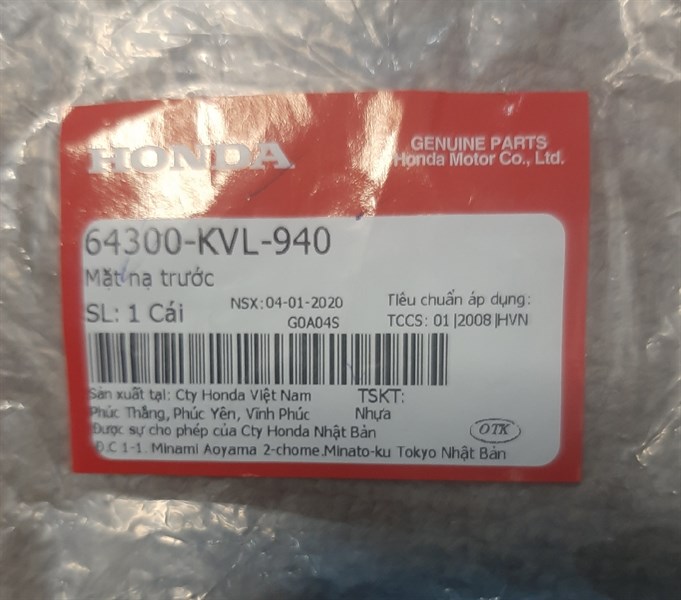 HONDA
GENUINE PARTS
Honda Motor Co., Ltd.
64300-KVL-940
Mặt nạ trước
SL: 1 Cái
NSX:04-01-2020
G0A04S
Tiêu chuẩn áp dụng:
TCCS: 01|2008|HVN
Sản xuất tại: Cty Honda Việt Nam
Phúc Thắng, Phúc Yên, Vĩnh Phúc
Được sự cho phép của Cty Honda Nhật Bản
Đ.C 1-1. Minami Aoyama 2-chome.Minato-ku Tokyo Nhật Bản
TSKT:
Nhựa
OTK